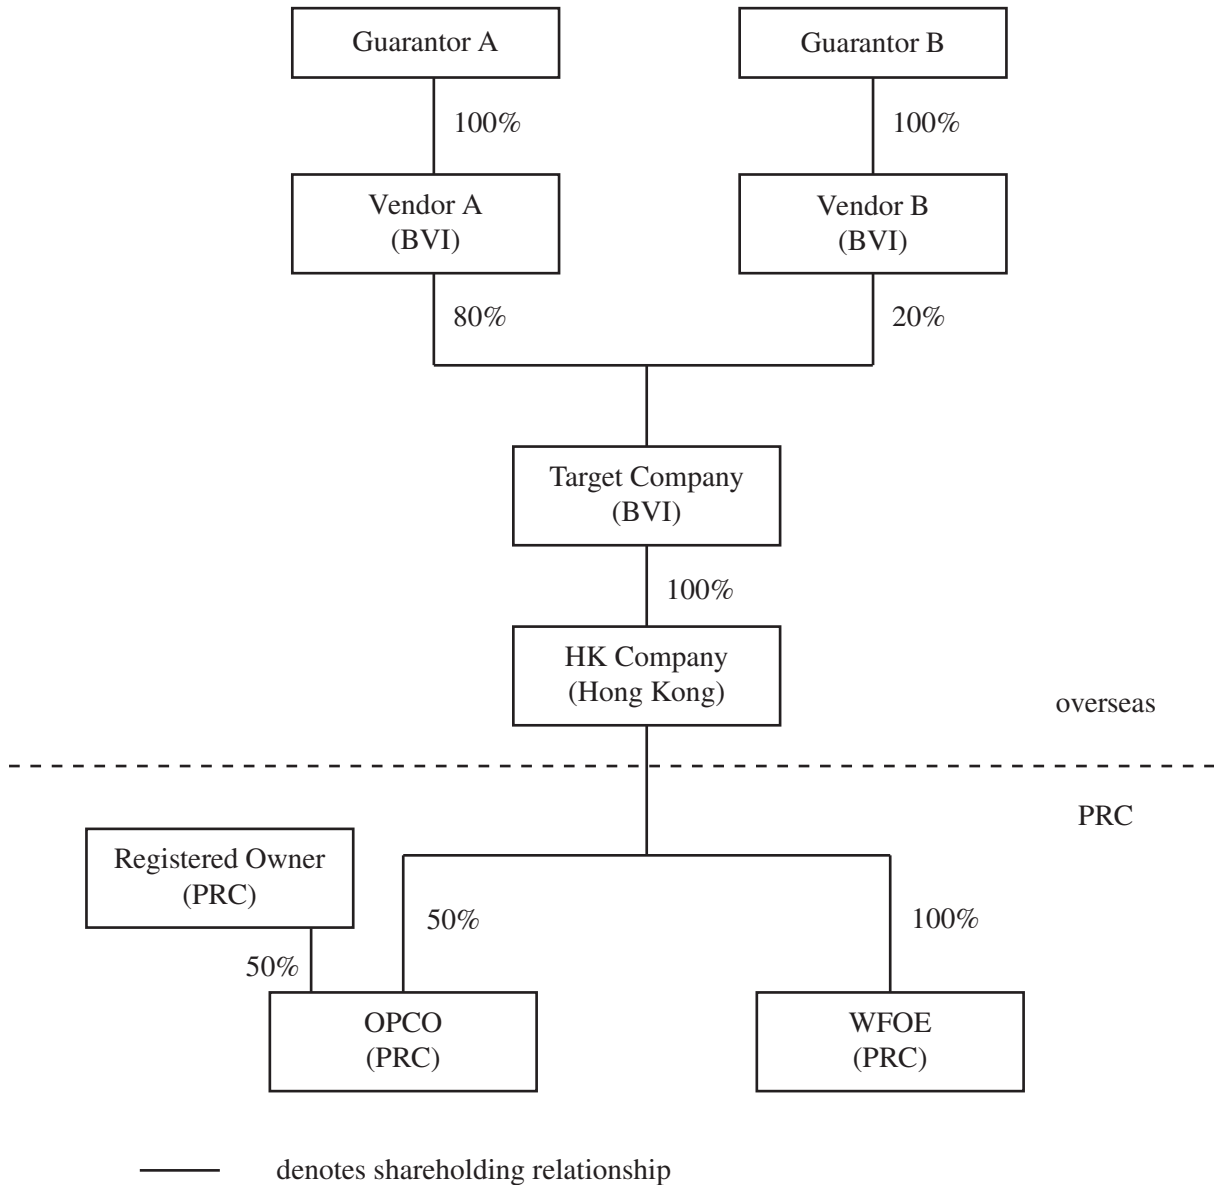 Guarantor A
Guarantor B
100%
100%
Vendor A
(BVI)
Vendor B
(BVI)
80%
20%
Target Company
(BVI)
100%
HK Company
(Hong Kong)
overseas
PRC
Registered Owner
(PRC)
50%
100%
50%
OPCO
(PRC)
WFOE
(PRC)
denotes shareholding relationship